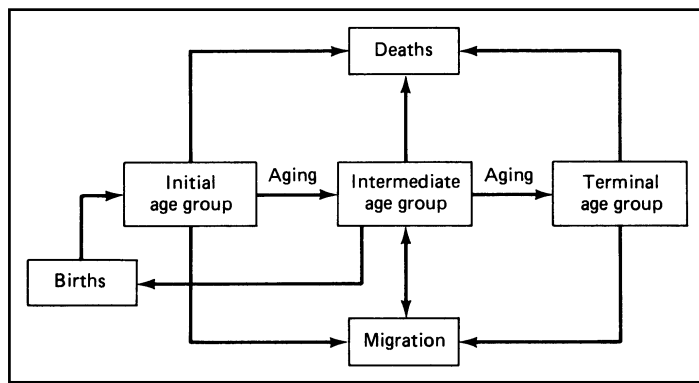 Deaths
Initial
age group
Aging
Intermediate
age group
Aging
Terminal
age group
Births
Migration